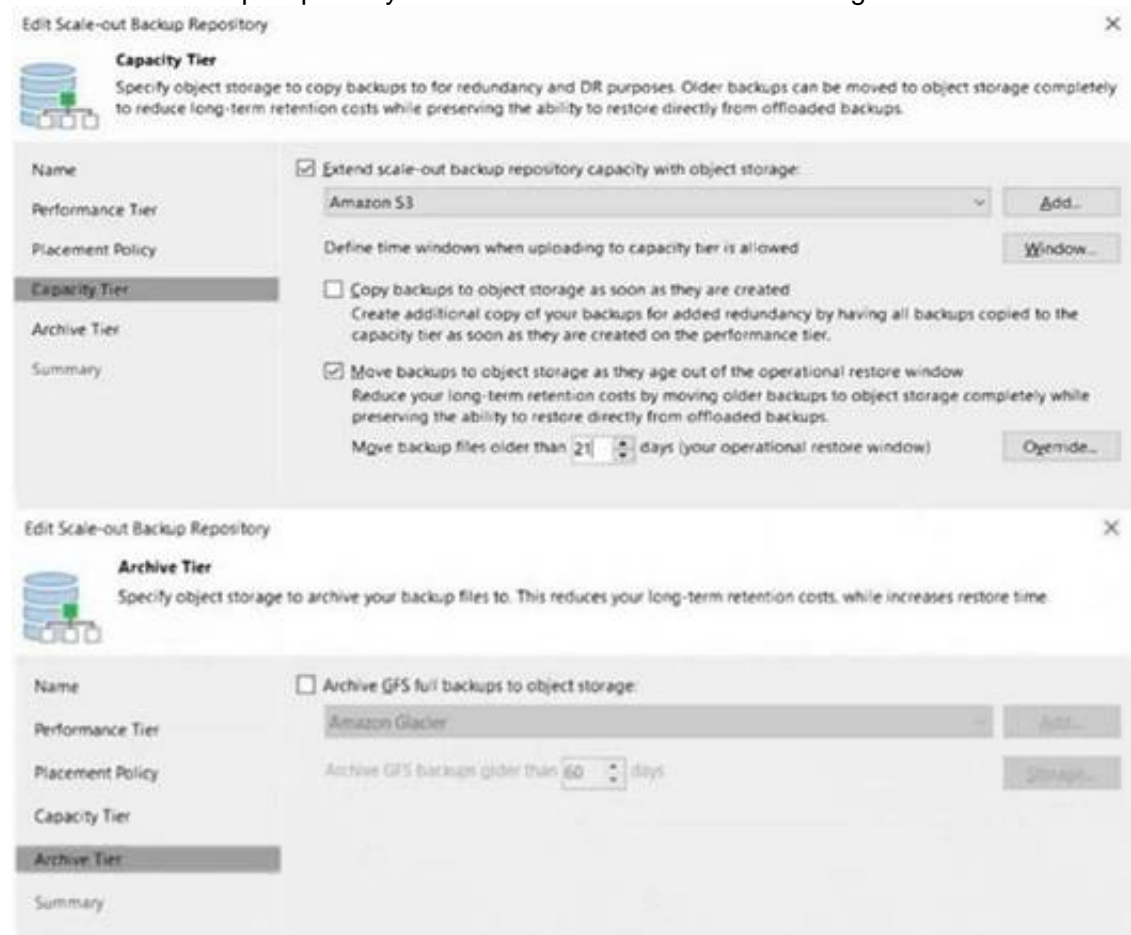 Edit Scale-out Backup Repository
Capacity Tier
Specify object storage to copy backups to for redundancy and DR purposes. Older backups can be moved to object storage completely
to reduce long-term retention costs while preserving the ability to restore directly from offloaded backups.
Name
Performance Tier
Placement Policy
Capacity Tier
Archive Tier
Summary
Extend scale-out backup repository capacity with object storage:
Amazon S3
Add...
Define time windows when uploading to capacity tier is allowed
Window...
Copy backups to object storage as soon as they are created
Create additional copy of your backups for added redundancy by having all backups copied to the
capacity tier as soon as they are created on the performance tier.
Move backups to object storage as they age out of the operational restore window
Reduce your long-term retention costs by moving older backups to object storage completely while
preserving the ability to restore directly from offloaded backups.
Move backup files older than 21 days (your operational restore window)
Override...
Edit Scale-out Backup Repository
Archive Tier
Specify object storage to archive your backup files to. This reduces your long-term retention costs, while increases restore time
Name
Performance Tier
Placement Policy
Capacity Tier
Archive Tier
Summary
Archive GFS full backups to object storage:
Amazon Glacier
Add...
Archive GFS backups older than 60 days
Storage...